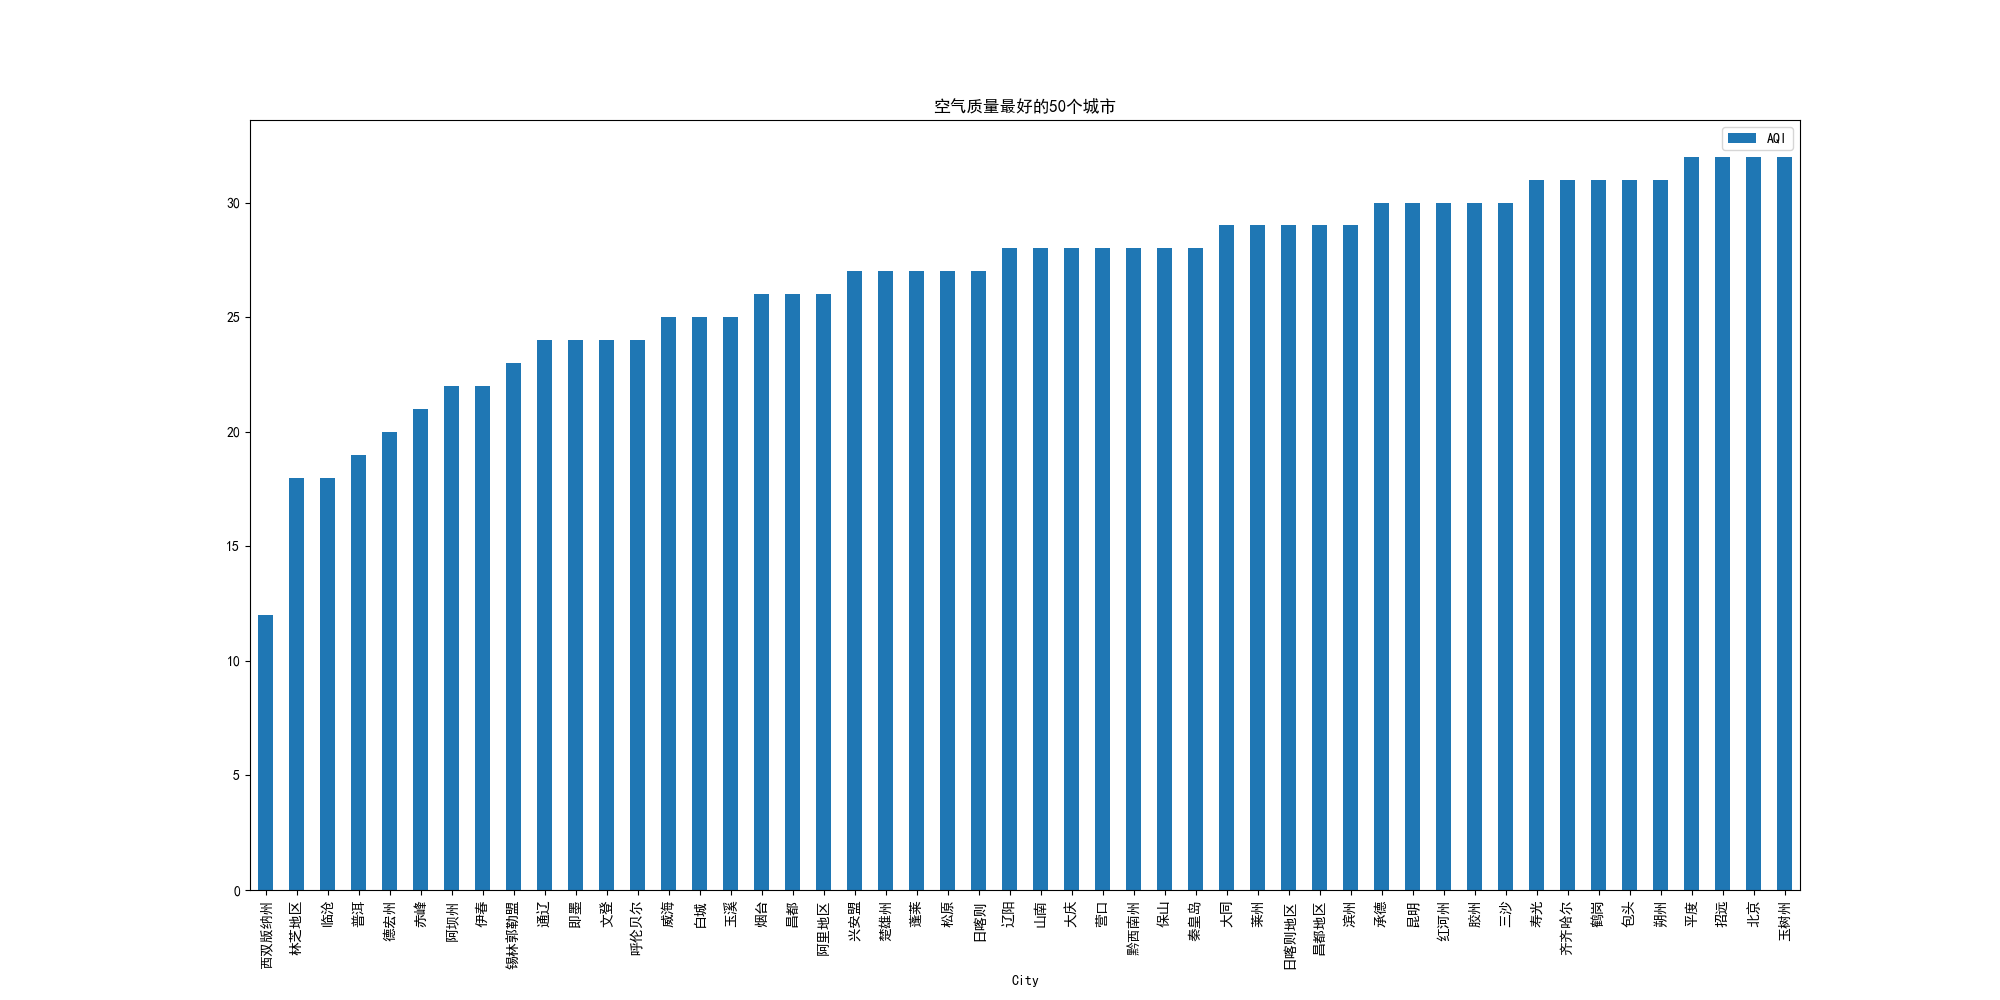 空气质量最好的50个城市
AQI
30
25
20
15
10
5
0
西双版纳州
林芝地区
临沧
普洱
德宏州
赤峰
阿坝州
伊春
锡林郭勒盟
通辽
即墨
文登
呼伦贝尔
威海
白城
玉溪
烟台
昌都
阿里地区
兴安盟
楚雄州
蓬莱
松原
日喀则
辽阳
山南
大庆
营口
黔西南州
保山
秦皇岛
大同
莱州
日喀则地区
昌都地区
滨州
承德
昆明
红河州
胶州
三沙
寿光
齐齐哈尔
鹤岗
包头
朔州
平度
招远
北京
玉树州
City